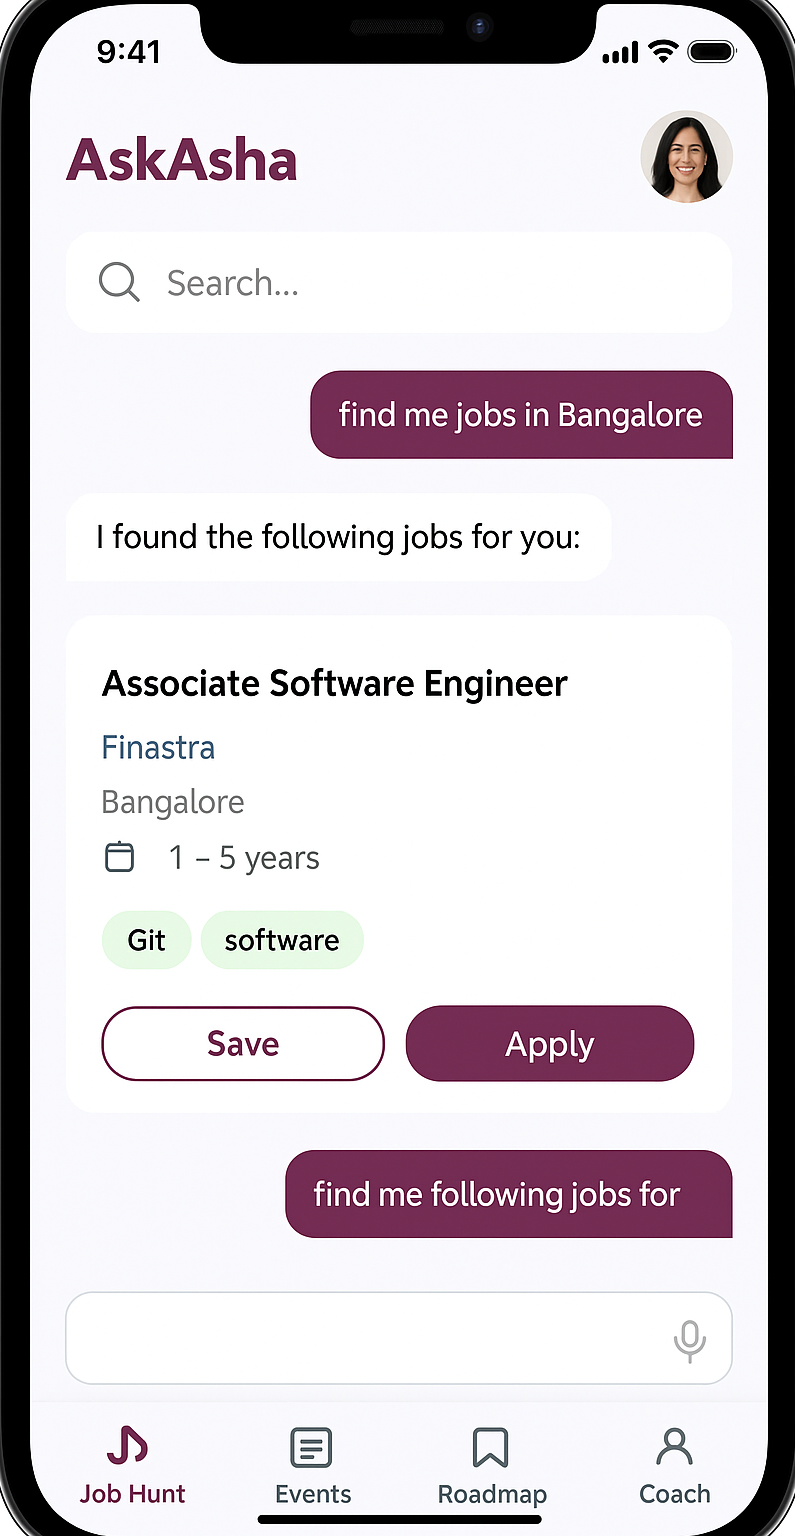 9:41
AskAsha
Search...
find me jobs in Bangalore
I found the following jobs for you:
Associate Software Engineer
Finastra
Bangalore
1 – 5 years
Git software
Save Apply
find me following jobs for
Job Hunt Events Roadmap Coach